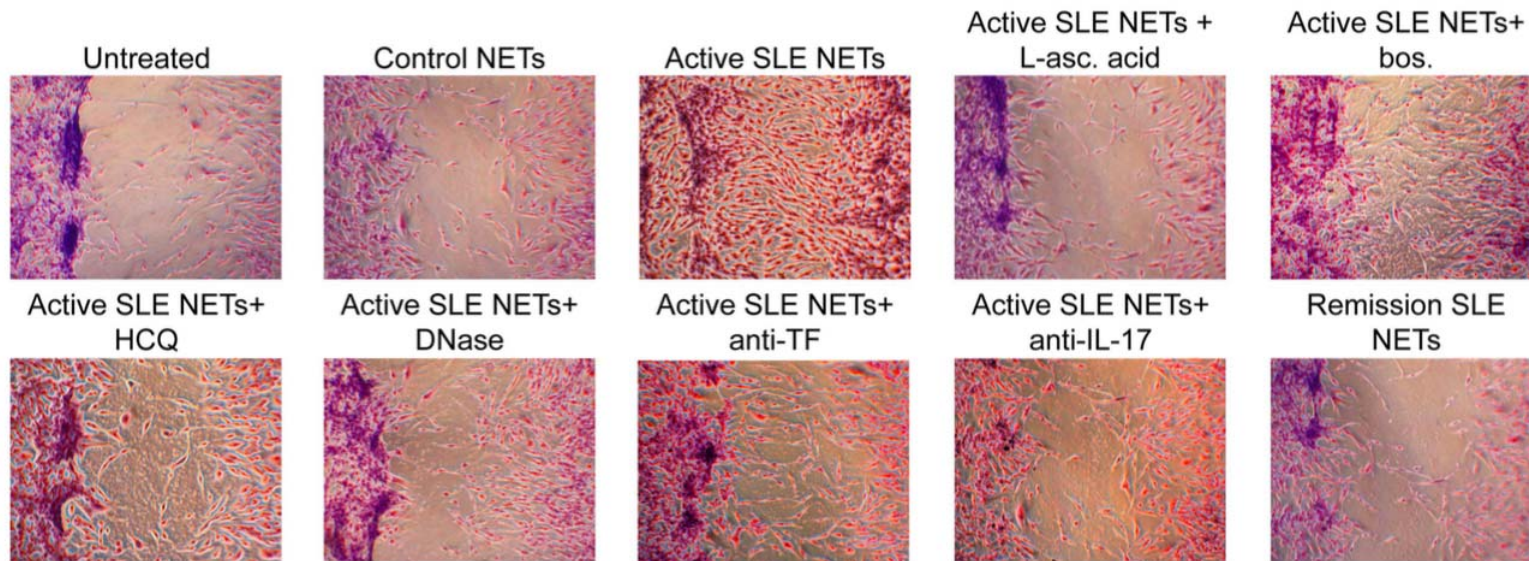 Untreated
Control NETs
Active SLE NETs
Active SLE NETs +
L-asc. acid
Active SLE NETs+
bos.
Active SLE NETs+
HCQ
Active SLE NETs+
DNase
Active SLE NETs+
anti-TF
Active SLE NETs+
anti-IL-17
Remission SLE
NETs